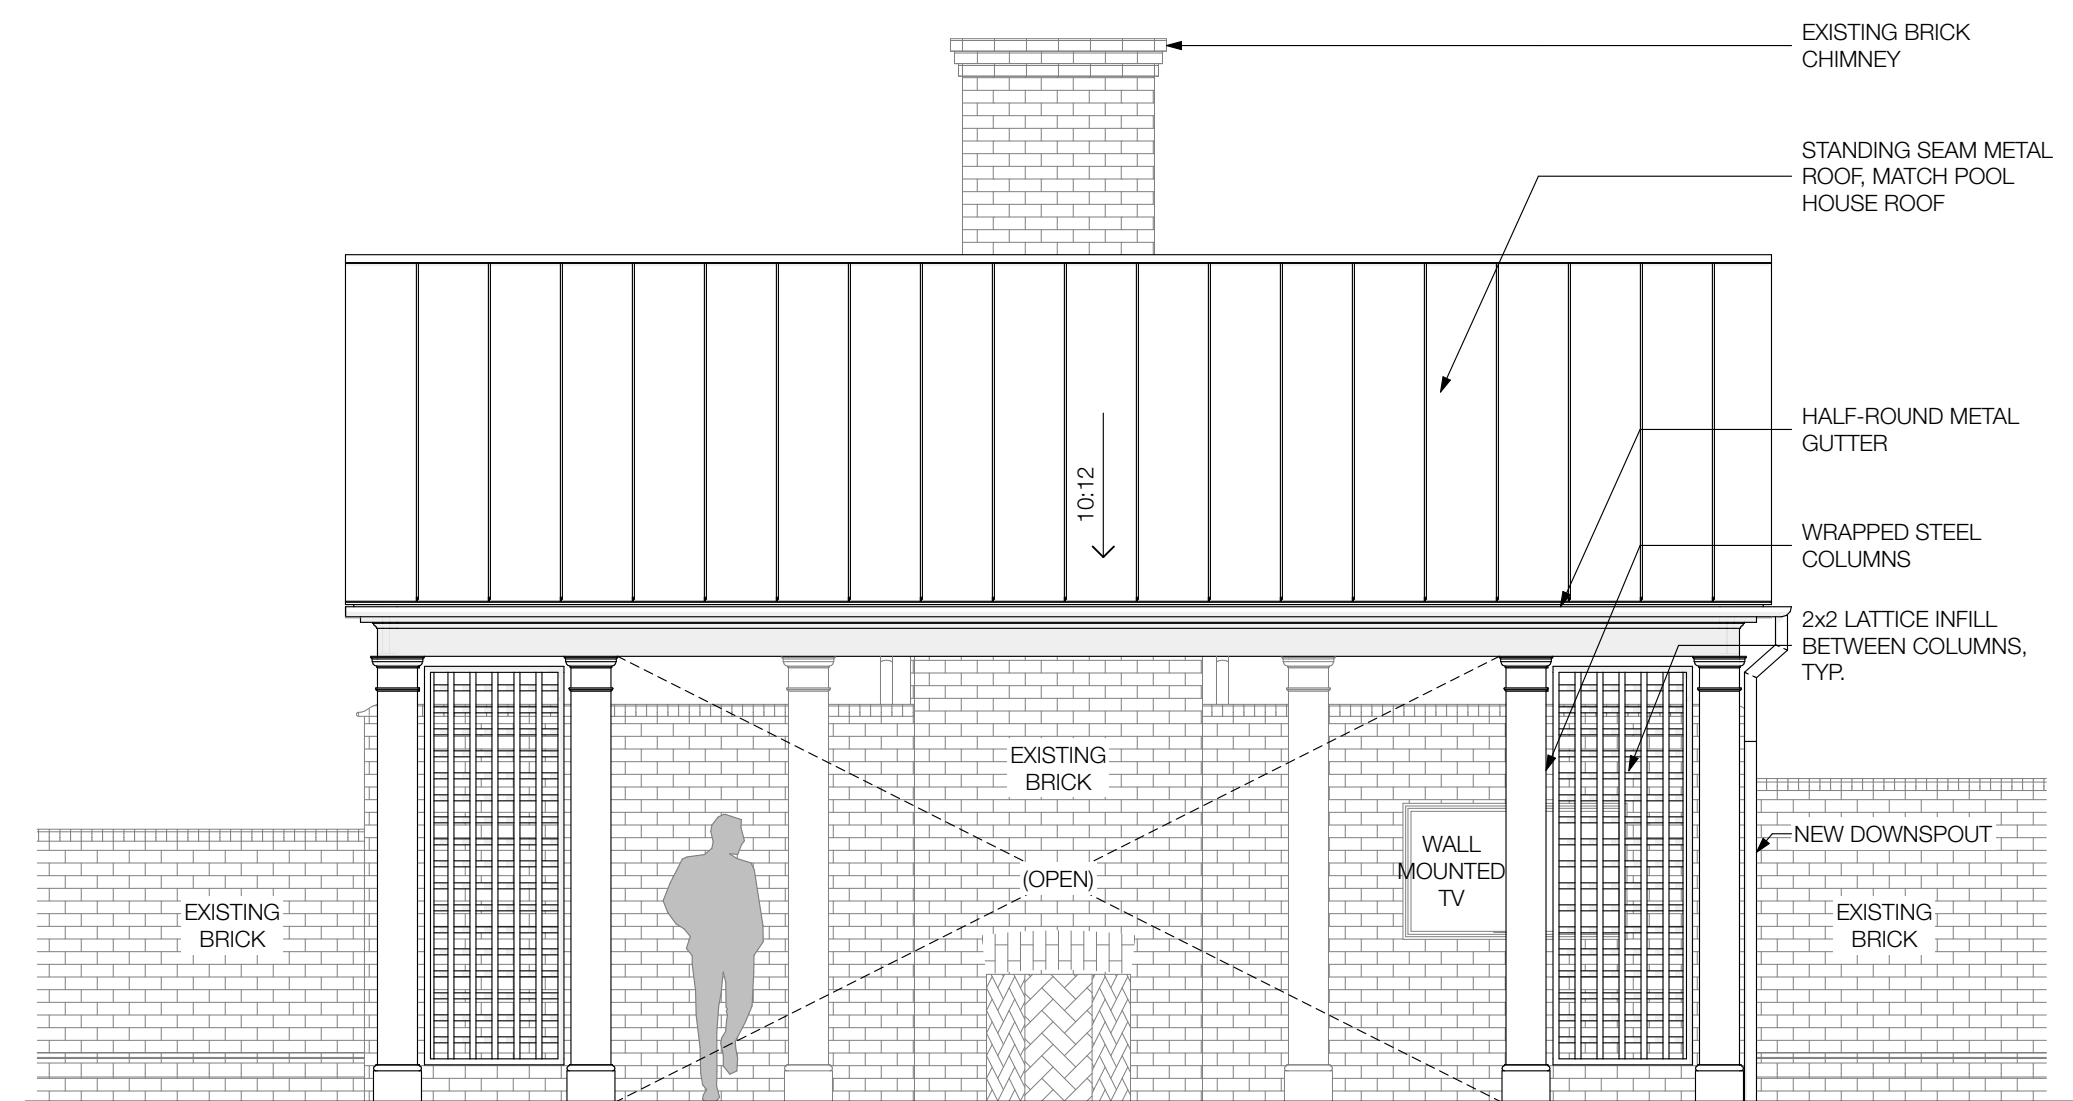 EXISTING BRICK
CHIMNEY
STANDING SEAM METAL
ROOF, MATCH POOL
HOUSE ROOF
HALF-ROUND METAL
GUTTER
10:12
WRAPPED STEEL
COLUMNS
2x2 LATTICE INFILL
BETWEEN COLUMNS,
TYP.
EXISTING
BRICK
(OPEN)
WALL
MOUNTED
TV
NEW DOWNSPOUT
EXISTING
BRICK
EXISTING
BRICK